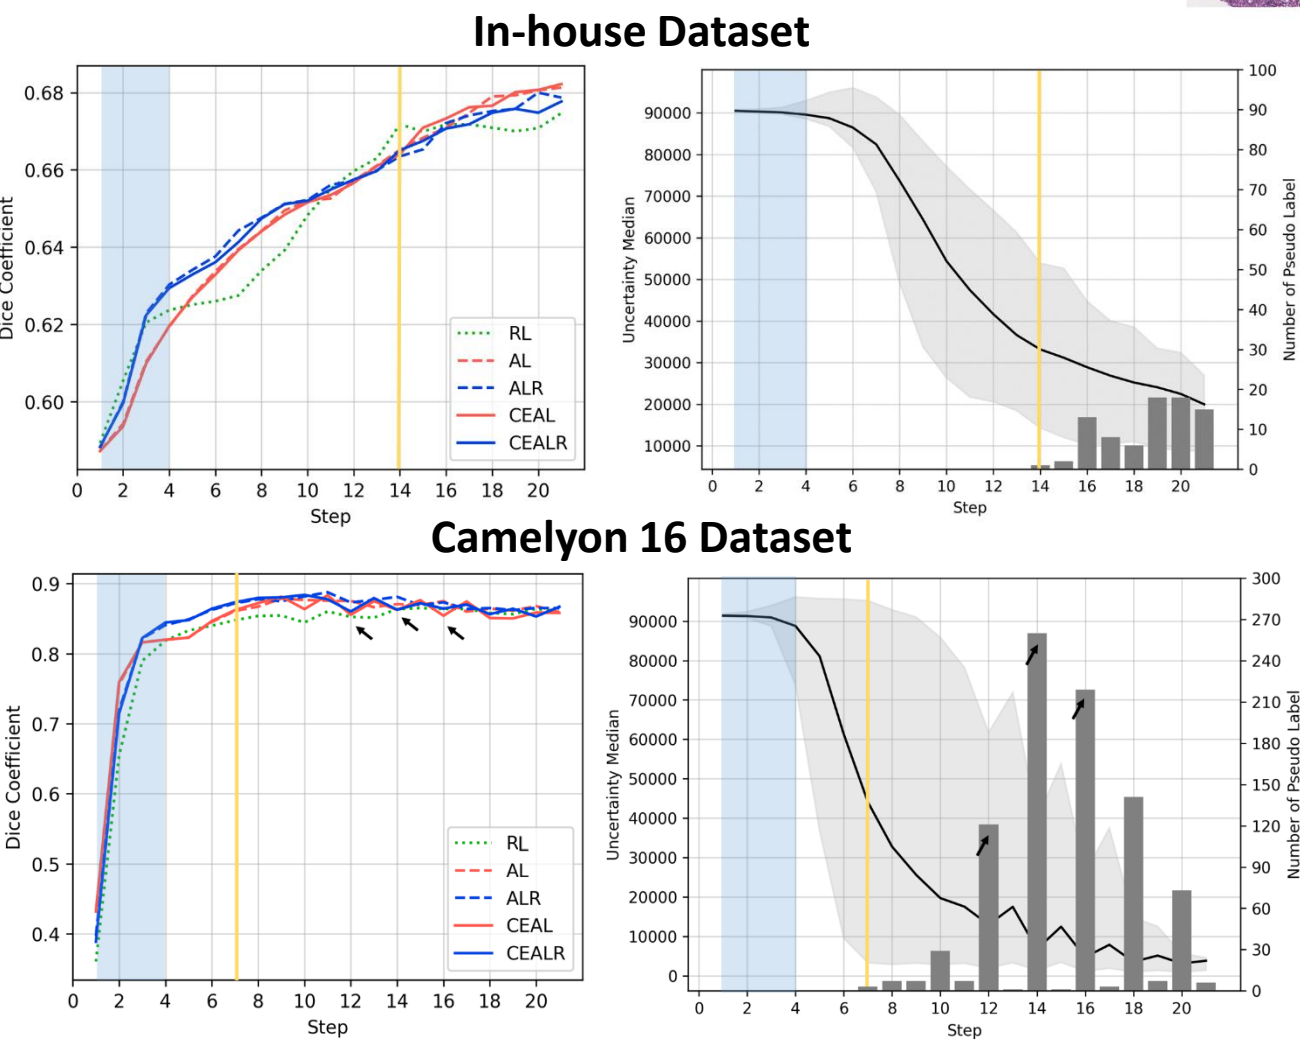 In-house Dataset
Dice Coefficient
0.68
0.66
0.64
0.62
0.60
0 2 4 6 8 10 12 14 16 18 20
Step
RL
AL
ALR
CEAL
CEALR
Uncertainty Median
90000
80000
70000
60000
50000
40000
30000
20000
10000
0 2 4 6 8 10 12 14 16 18 20
Step
100
90
80
70
60
50
40
30
20
10
0
Number of Pseudo Label
Camelyon 16 Dataset
Dice Coefficient
0.9
0.8
0.7
0.6
0.5
0.4
0 2 4 6 8 10 12 14 16 18 20
Step
RL
AL
ALR
CEAL
CEALR
Uncertainty Median
90000
80000
70000
60000
50000
40000
30000
20000
10000
0
0 2 4 6 8 10 12 14 16 18 20
Step
300
270
240
210
180
150
120
90
60
30
0
Number of Pseudo Label